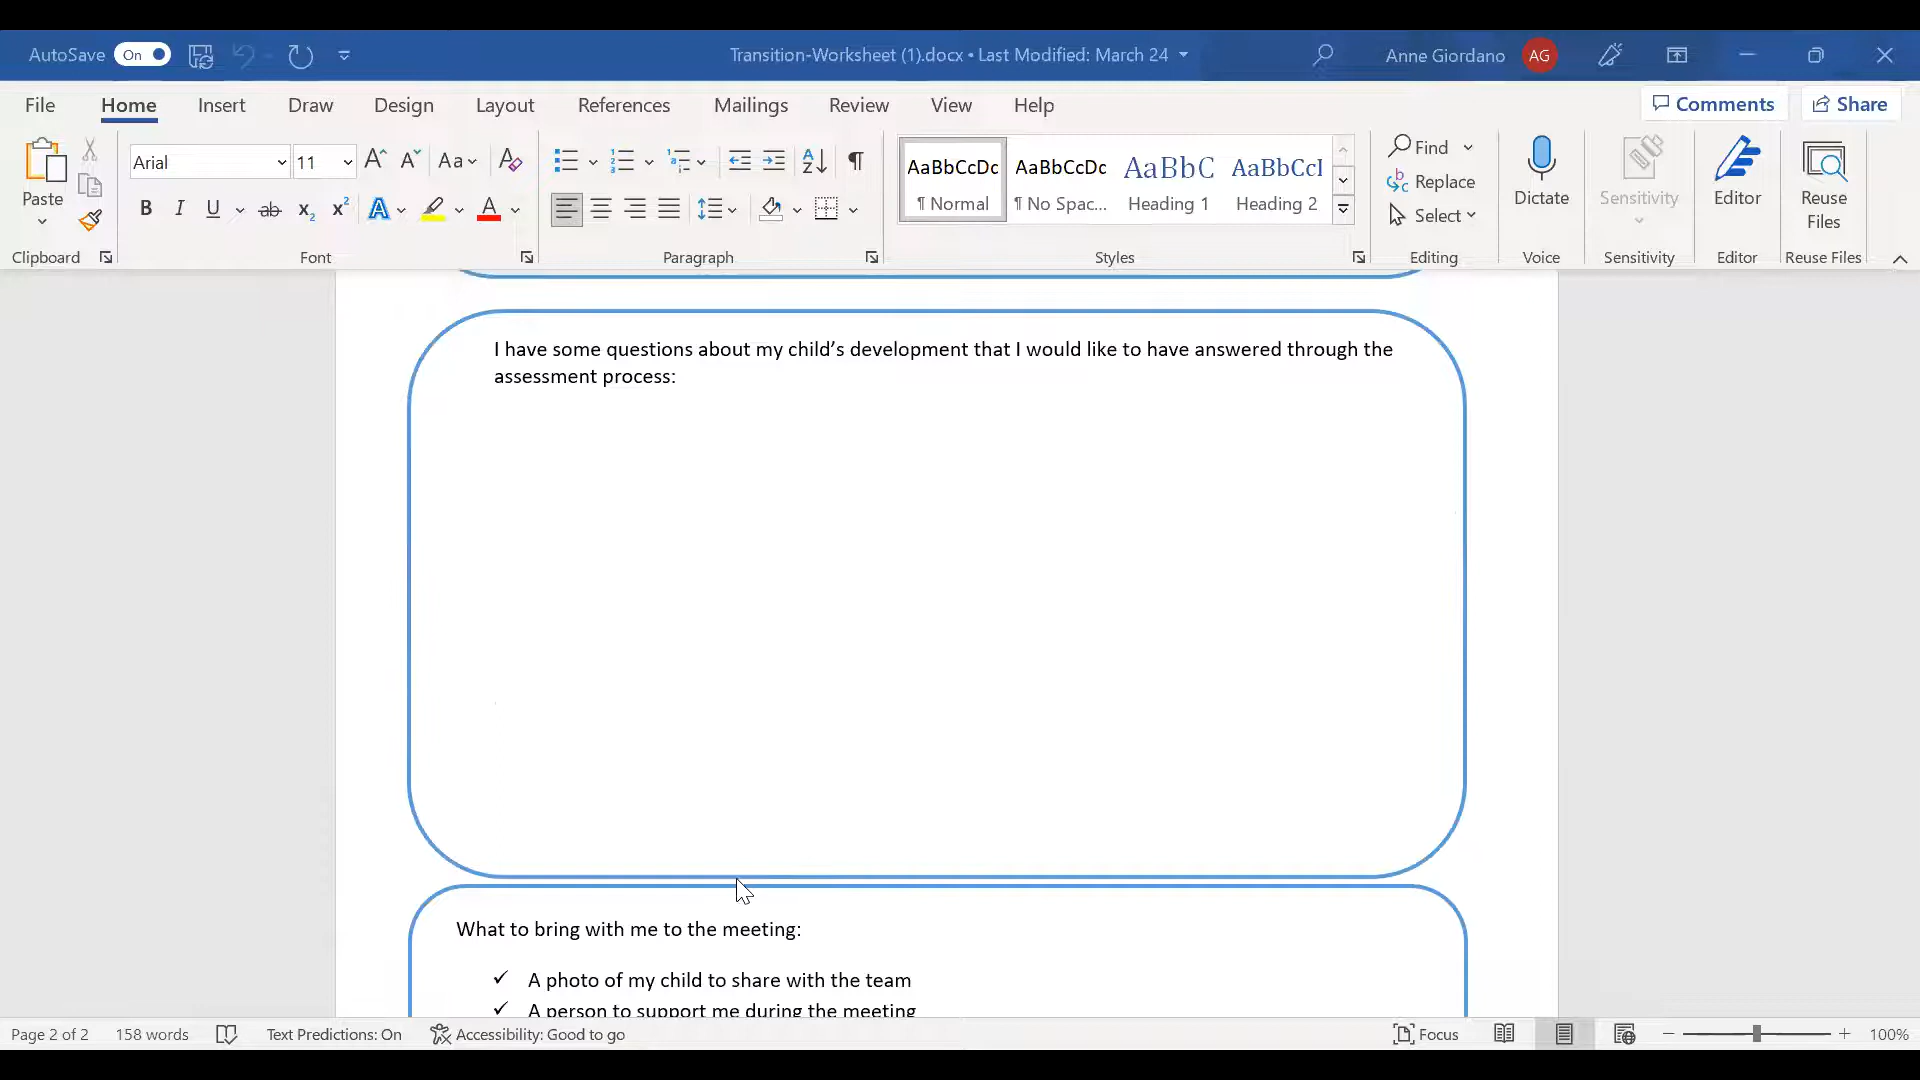 AutoSave On Transition-Worksheet (1).docx • Last Modified: March 24 Anne Giordano AG
File Home Insert Draw Design Layout References Mailings Review View Help Comments Share
Paste
Clipboard
Arial 11
Aa
B I U ab x₂ x² A A
Font
Paragraph
AaBbCcDc AaBbCcDc AaBbC AaBbCcI
¶ Normal ¶ No Spac... Heading 1 Heading 2
Styles
Find
Replace
Select
Editing
Dictate
Voice
Sensitivity
Sensitivity
Editor
Editor
Reuse
Files
Reuse Files
I have some questions about my child’s development that I would like to have answered through the
assessment process:
What to bring with me to the meeting:
✓ A photo of my child to share with the team
✓ A person to support me during the meeting
Page 2 of 2 158 words Text Predictions: On Accessibility: Good to go Focus 100%